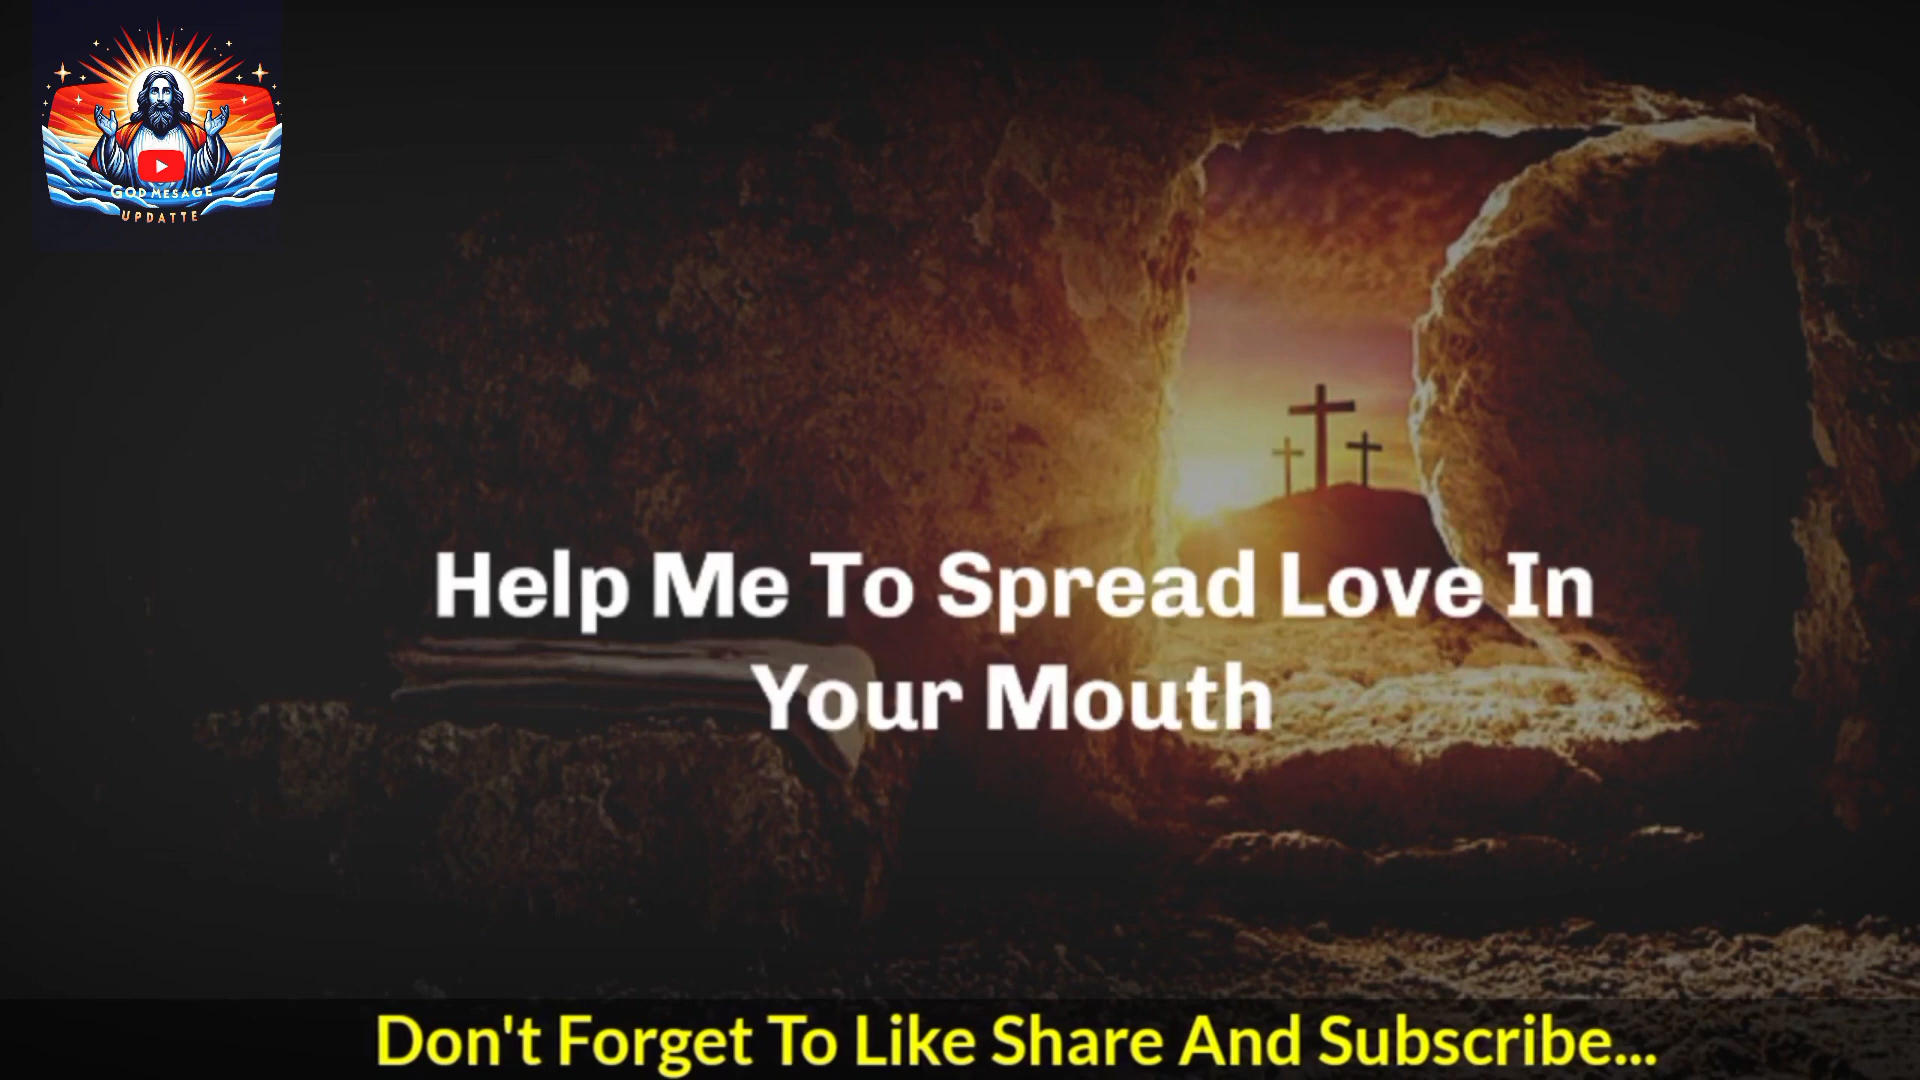 GOD MESAGE
UPDATTE
Help Me To Spread Love In
Your Mouth
Don't Forget To Like Share And Subscribe...